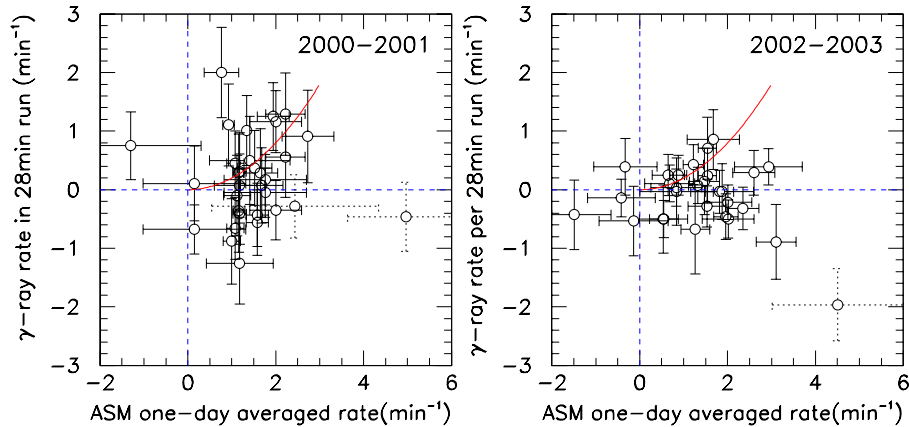 2000−2001
γ−ray rate in 28min run (min⁻¹)
3
2
1
0
−1
−2
−3
−2 0 2 4 6
ASM one−day averaged rate(min⁻¹)
2002−2003
γ−ray rate per 28min run (min⁻¹)
3
2
1
0
−1
−2
−3
−2 0 2 4 6
ASM one−day averaged rate(min⁻¹)